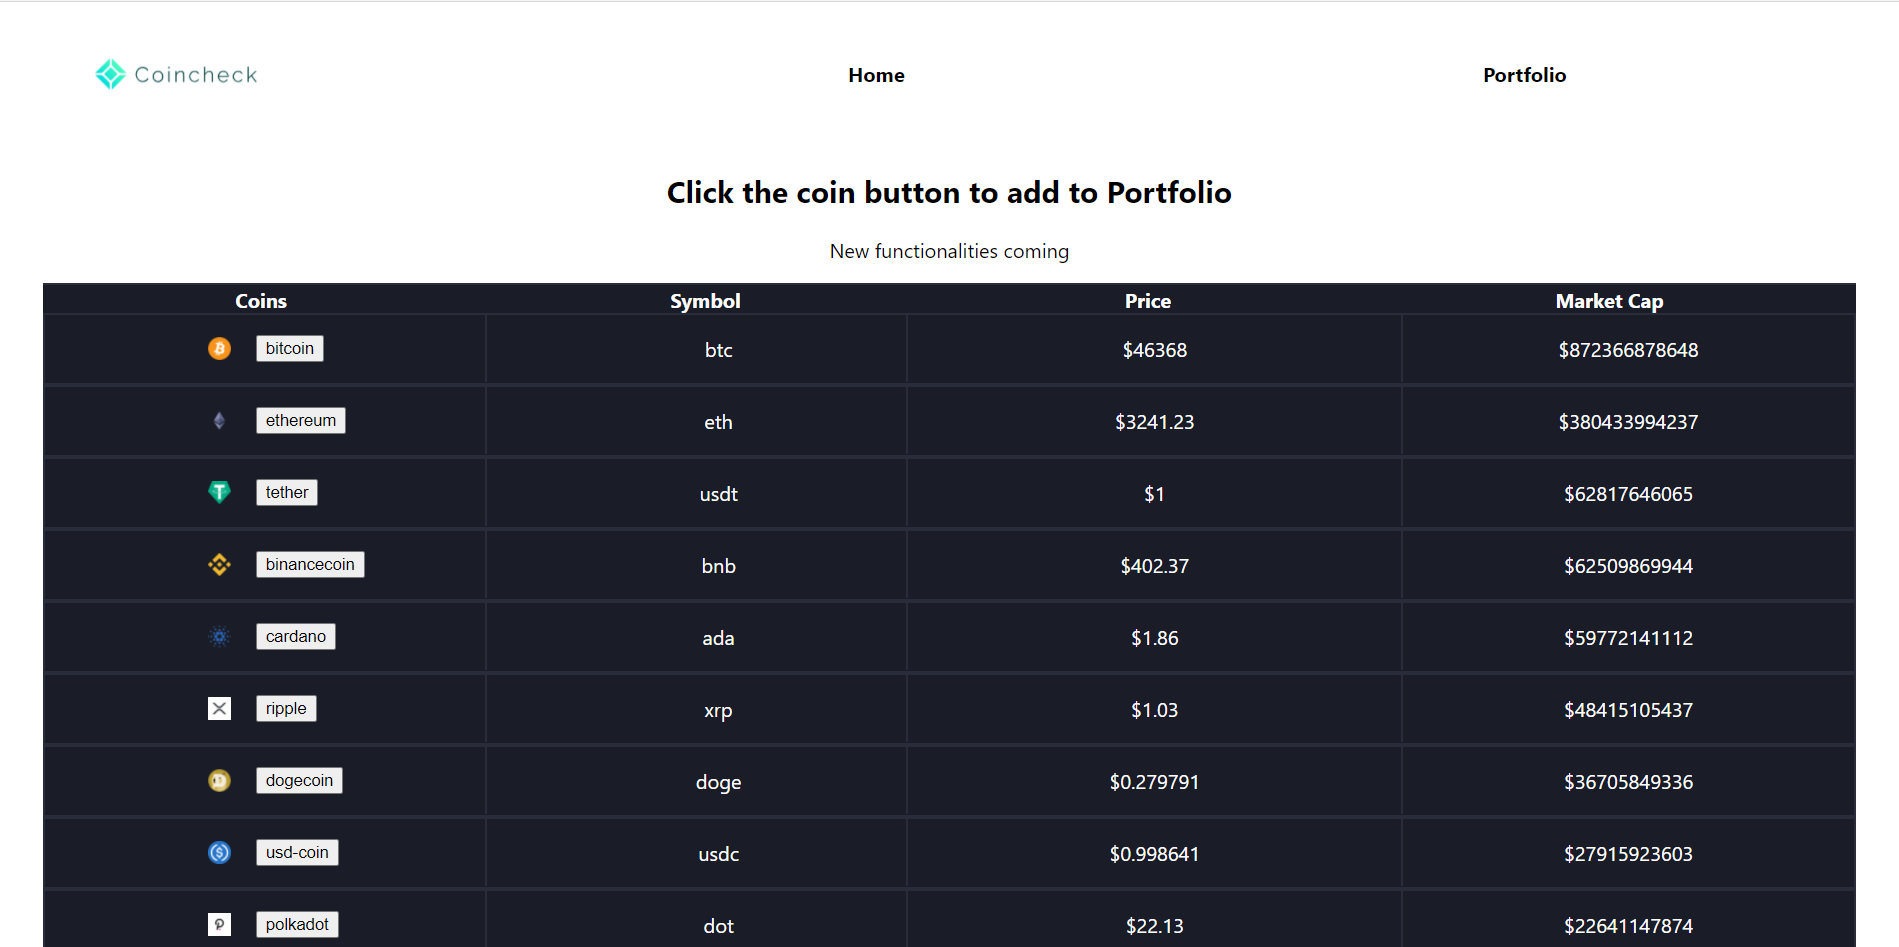 Coincheck Home Portfolio
Click the coin button to add to Portfolio
New functionalities coming
Coins Symbol Price Market Cap
bitcoin btc $46368 $872366878648
ethereum eth $3241.23 $380433994237
tether usdt $1 $62817646065
binancecoin bnb $402.37 $62509869944
cardano ada $1.86 $59772141112
ripple xrp $1.03 $48415105437
dogecoin doge $0.279791 $36705849336
usd-coin usdc $0.998641 $27915923603
polkadot dot $22.13 $22641147874